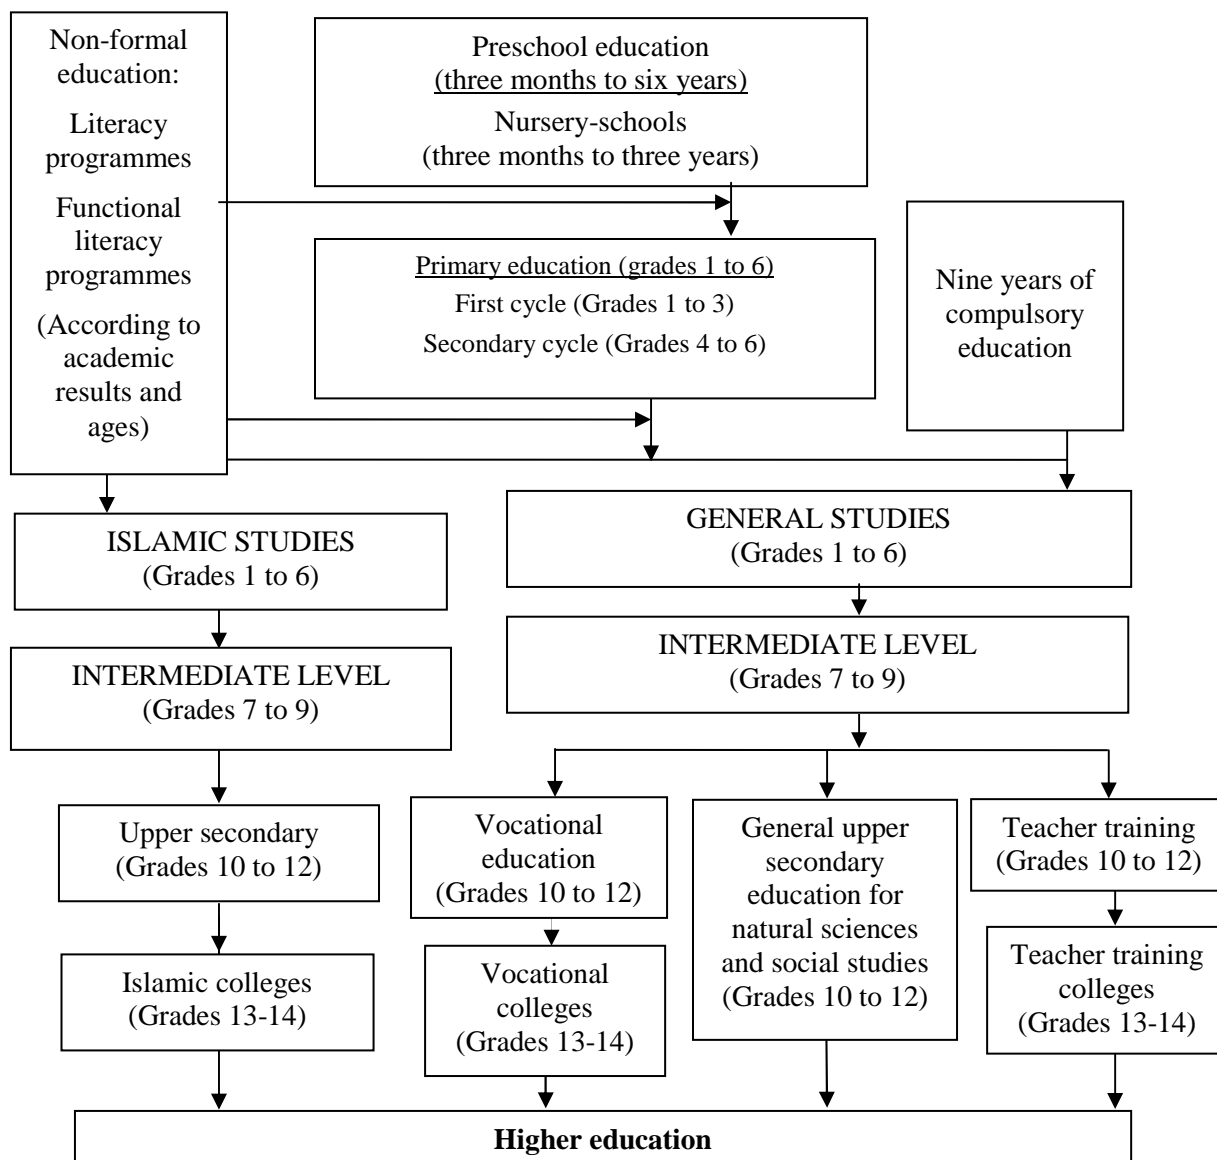 Non-formal
education:
Literacy
programmes
Functional
literacy
programmes
(According to
academic
results and
ages)
Preschool education
(three months to six years)
Nursery-schools
(three months to three years)
Primary education (grades 1 to 6)
First cycle (Grades 1 to 3)
Secondary cycle (Grades 4 to 6)
Nine years of
compulsory
education
ISLAMIC STUDIES
(Grades 1 to 6)
GENERAL STUDIES
(Grades 1 to 6)
INTERMEDIATE LEVEL
(Grades 7 to 9)
INTERMEDIATE LEVEL
(Grades 7 to 9)
Upper secondary
(Grades 10 to 12)
Vocational
education
(Grades 10 to 12)
General upper
secondary
education for
natural sciences
and social studies
(Grades 10 to 12)
Teacher training
(Grades 10 to 12)
Islamic colleges
(Grades 13-14)
Vocational
colleges
(Grades 13-14)
Teacher training
colleges
(Grades 13-14)
Higher education